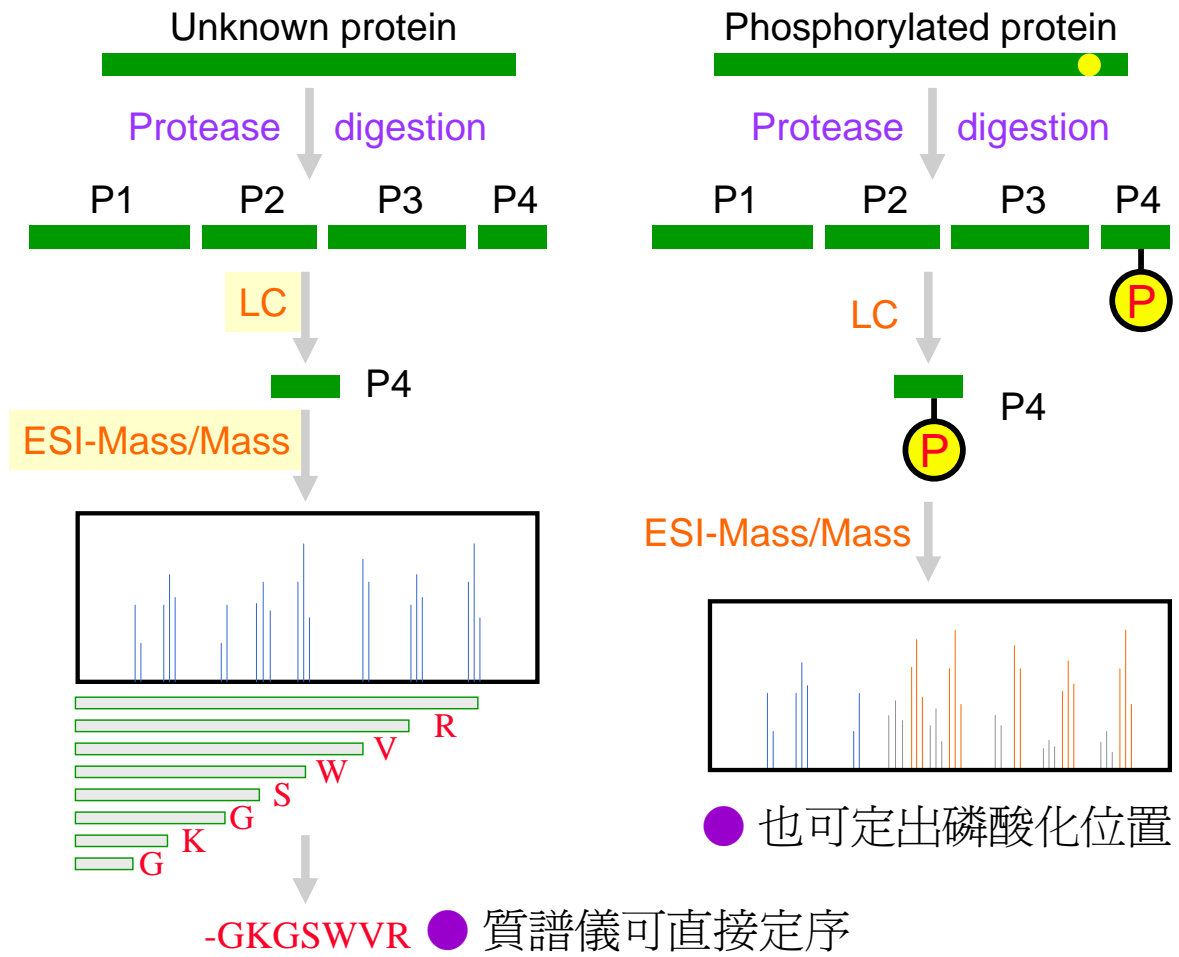 Unknown protein
Protease digestion
P1 P2 P3 P4
LC
P4
ESI-Mass/Mass
R
V
W
S
G
K
G
-GKGSWVR
質譜儀可直接定序
Phosphorylated protein
Protease digestion
P1 P2 P3 P4
P
LC
P4
P
ESI-Mass/Mass
也可定出磷酸化位置